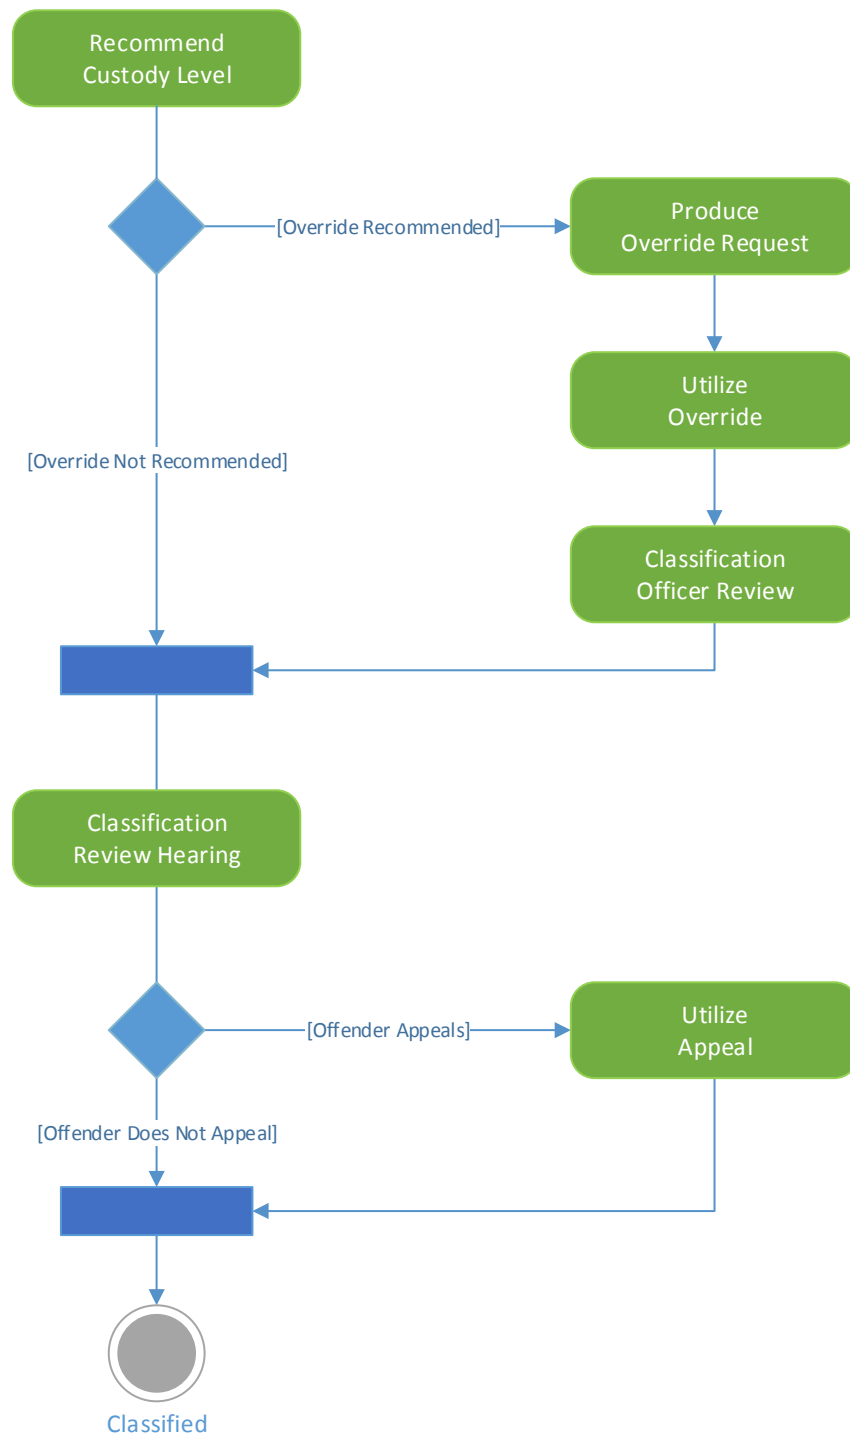 Recommend
Custody Level
[Override Recommended]
Produce
Override Request
Utilize
Override
[Override Not Recommended]
Classification
Officer Review
Classification
Review Hearing
[Offender Appeals]
Utilize
Appeal
[Offender Does Not Appeal]
Classified